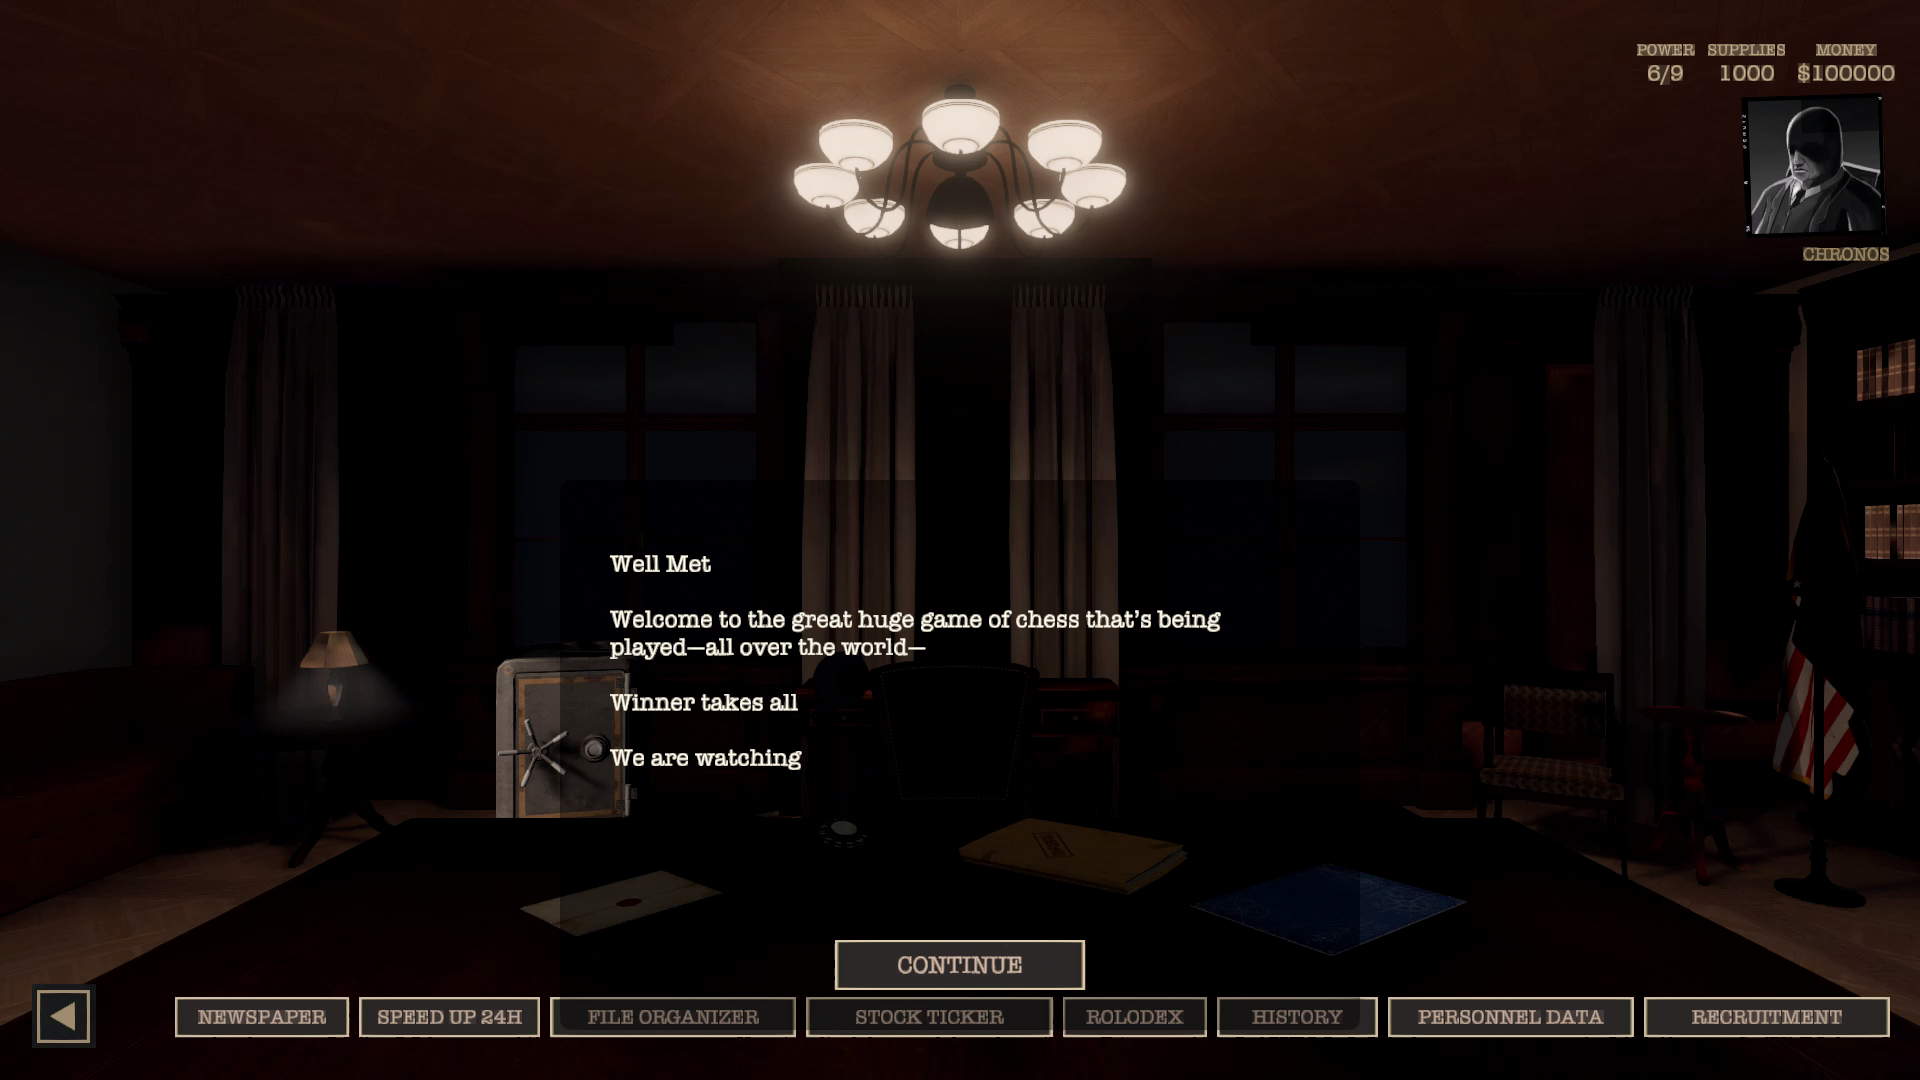 POWER SUPPLIES MONEY
6/9 1000 $100000
CHRONOS
Well Met
Welcome to the great huge game of chess that's being
played—all over the world—
Winner takes all
We are watching
CONTINUE
NEWSPAPER SPEED UP 24H FILE ORGANIZER STOCK TICKER ROLODEX HISTORY PERSONNEL DATA RECRUITMENT